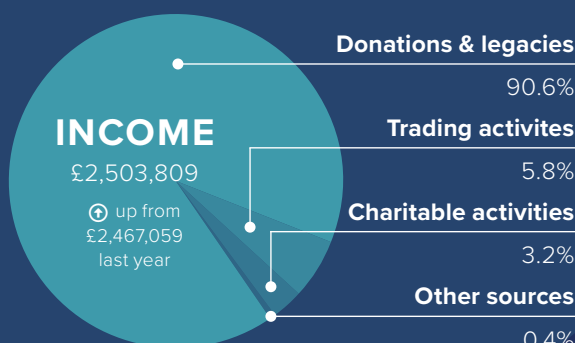 INCOME
£2,503,809
up from
£2,467,059
last year
Donations & legacies
90.6%
Trading activites
5.8%
Charitable activities
3.2%
Other sources
0.4%